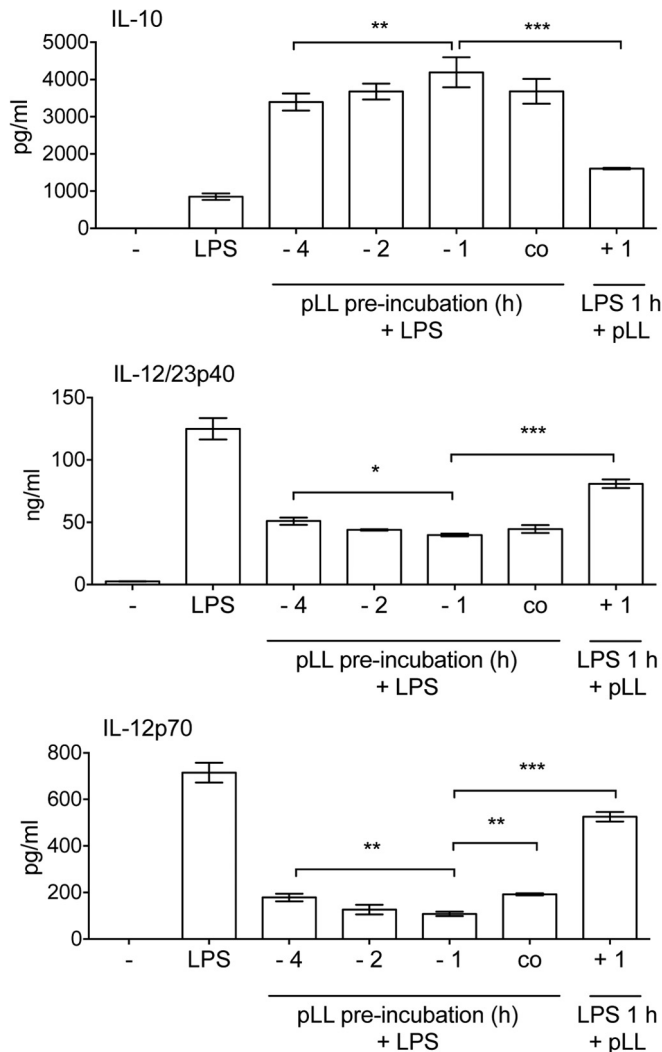 IL-10
** ***
5000
4000
3000
2000
1000
0
pg/ml
- LPS - 4 - 2 - 1 co + 1
pLL pre-incubation (h) LPS 1 h
+ LPS + pLL
IL-12/23p40
150
100
50
0
ng/ml
* ***
- LPS - 4 - 2 - 1 co + 1
pLL pre-incubation (h) LPS 1 h
+ LPS + pLL
IL-12p70
800
600
400
200
0
pg/ml
***
**
**
- LPS - 4 - 2 - 1 co + 1
pLL pre-incubation (h) LPS 1 h
+ LPS + pLL